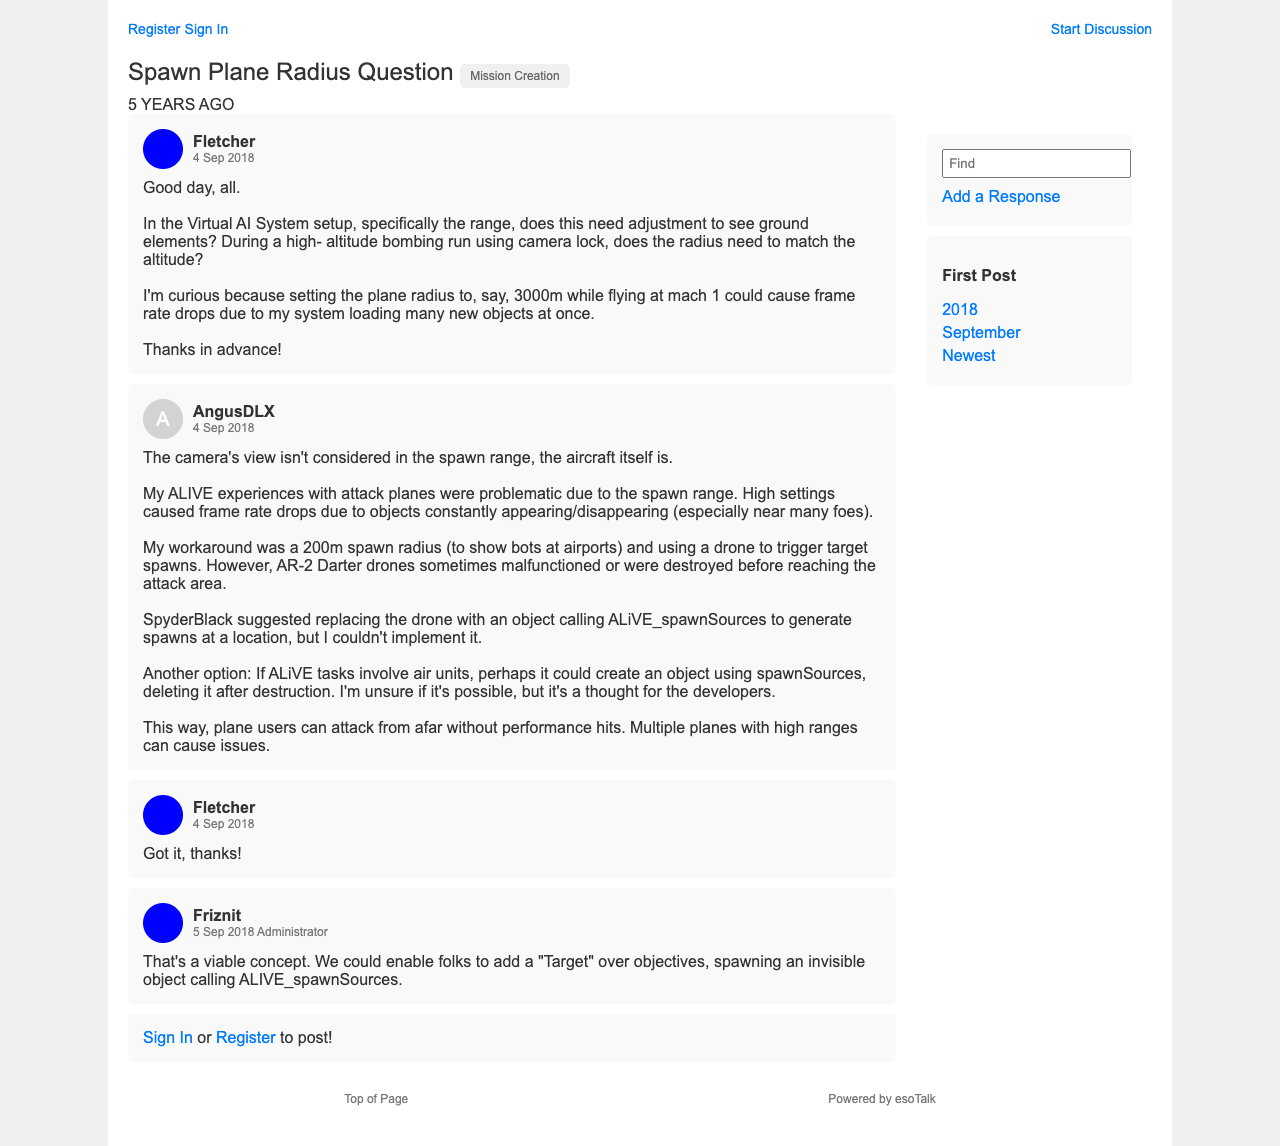 Register Sign In
Start Discussion
Spawn Plane Radius Question Mission Creation
5 YEARS AGO
Fletcher
4 Sep 2018
Good day, all.
In the Virtual AI System setup, specifically the range, does this need adjustment to see ground
elements? During a high- altitude bombing run using camera lock, does the radius need to match the
altitude?
I'm curious because setting the plane radius to, say, 3000m while flying at mach 1 could cause frame
rate drops due to my system loading many new objects at once.
Thanks in advance!
A
AngusDLX
4 Sep 2018
The camera's view isn't considered in the spawn range, the aircraft itself is.
My ALIVE experiences with attack planes were problematic due to the spawn range. High settings
caused frame rate drops due to objects constantly appearing/disappearing (especially near many foes).
My workaround was a 200m spawn radius (to show bots at airports) and using a drone to trigger target
spawns. However, AR-2 Darter drones sometimes malfunctioned or were destroyed before reaching the
attack area.
SpyderBlack suggested replacing the drone with an object calling ALiVE_spawnSources to generate
spawns at a location, but I couldn't implement it.
Another option: If ALiVE tasks involve air units, perhaps it could create an object using spawnSources,
deleting it after destruction. I'm unsure if it's possible, but it's a thought for the developers.
This way, plane users can attack from afar without performance hits. Multiple planes with high ranges
can cause issues.
Fletcher
4 Sep 2018
Got it, thanks!
Friznit
5 Sep 2018 Administrator
That's a viable concept. We could enable folks to add a "Target" over objectives, spawning an invisible
object calling ALIVE_spawnSources.
Sign In or Register to post!
Find
Add a Response
First Post
2018
September
Newest
Top of Page
Powered by esoTalk